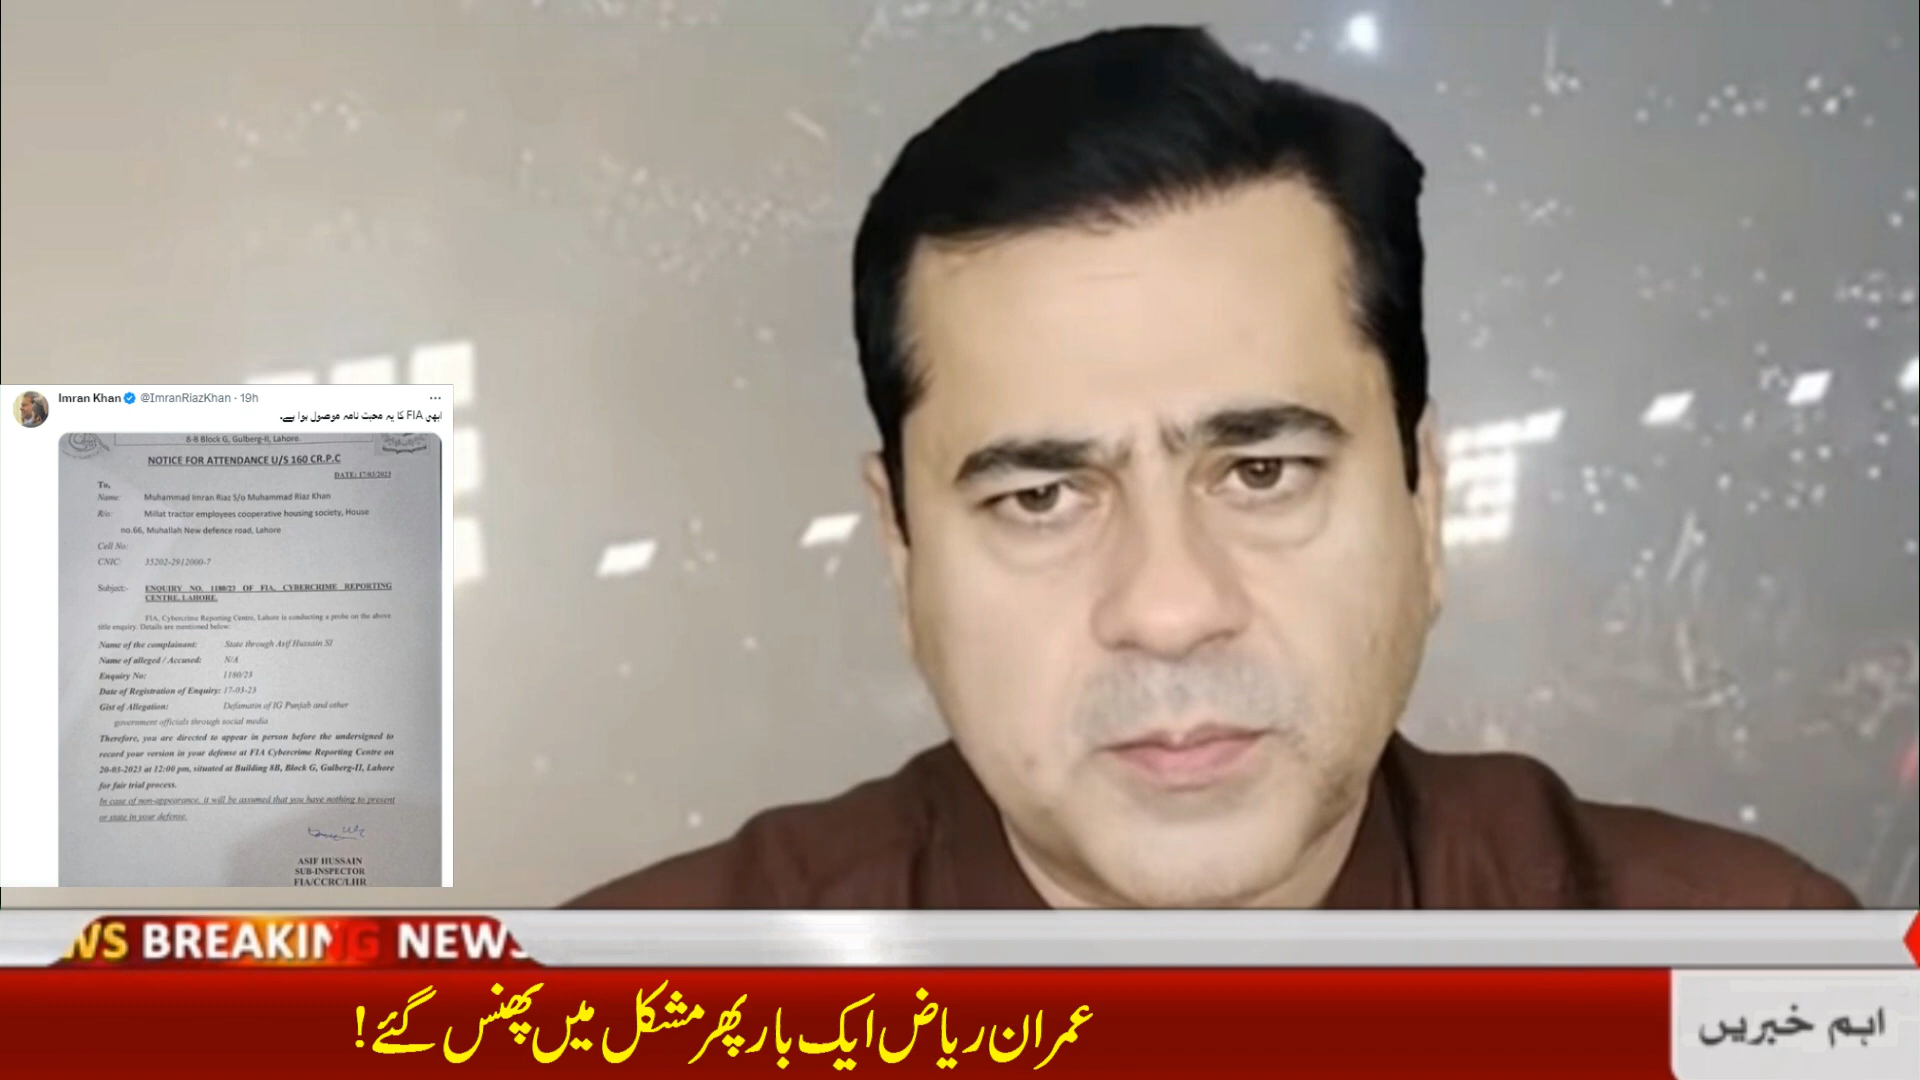 Imran Khan @ImranRiazKhan · 19h
ابھی FIA کا یہ محبت نامہ موصول ہوا ہے۔
8-B Block G, Gulberg-II, Lahore.
NOTICE FOR ATTENDANCE U/S 160 CR.P.C
DATE: 17/03/2023
To,
Name: Muhammad Imran Riaz S/o Muhammad Riaz Khan
R/o: Millat tractor employees cooperative housing society, House
no.66, Muhallah New defence road, Lahore
Cell No:
CNIC: 35202-2912000-7
Subject:- ENQUIRY NO. 1180/23 OF FIA, CYBERCRIME REPORTING
CENTRE, LAHORE.
FIA, Cybercrime Reporting Centre, Lahore is conducting a probe on the above
title enquiry. Details are mentioned below:
Name of the complainant: State through Asif Hussain SI
Name of alleged / Accused: N/A
Enquiry No: 1180/23
Date of Registration of Enquiry: 17-03-23
Gist of Allegation: Defamatin of IG Punjab and other
government officials through social media
Therefore, you are directed to appear in person before the undersigned to
record your version in your defense at FIA Cybercrime Reporting Centre on
20-03-2023 at 12:00 pm, situated at Building 8B, Block G, Gulberg-II, Lahore
for fair trial process.
In case of non-appearance, it will be assumed that you have nothing to present
or state in your defense.
ASIF HUSSAIN
SUB-INSPECTOR
FIA/CCRC/LHR
WS BREAKING NEWS
عمران ریاض ایک بار پھر مشکل میں پھنس گئے!
اہم خبریں